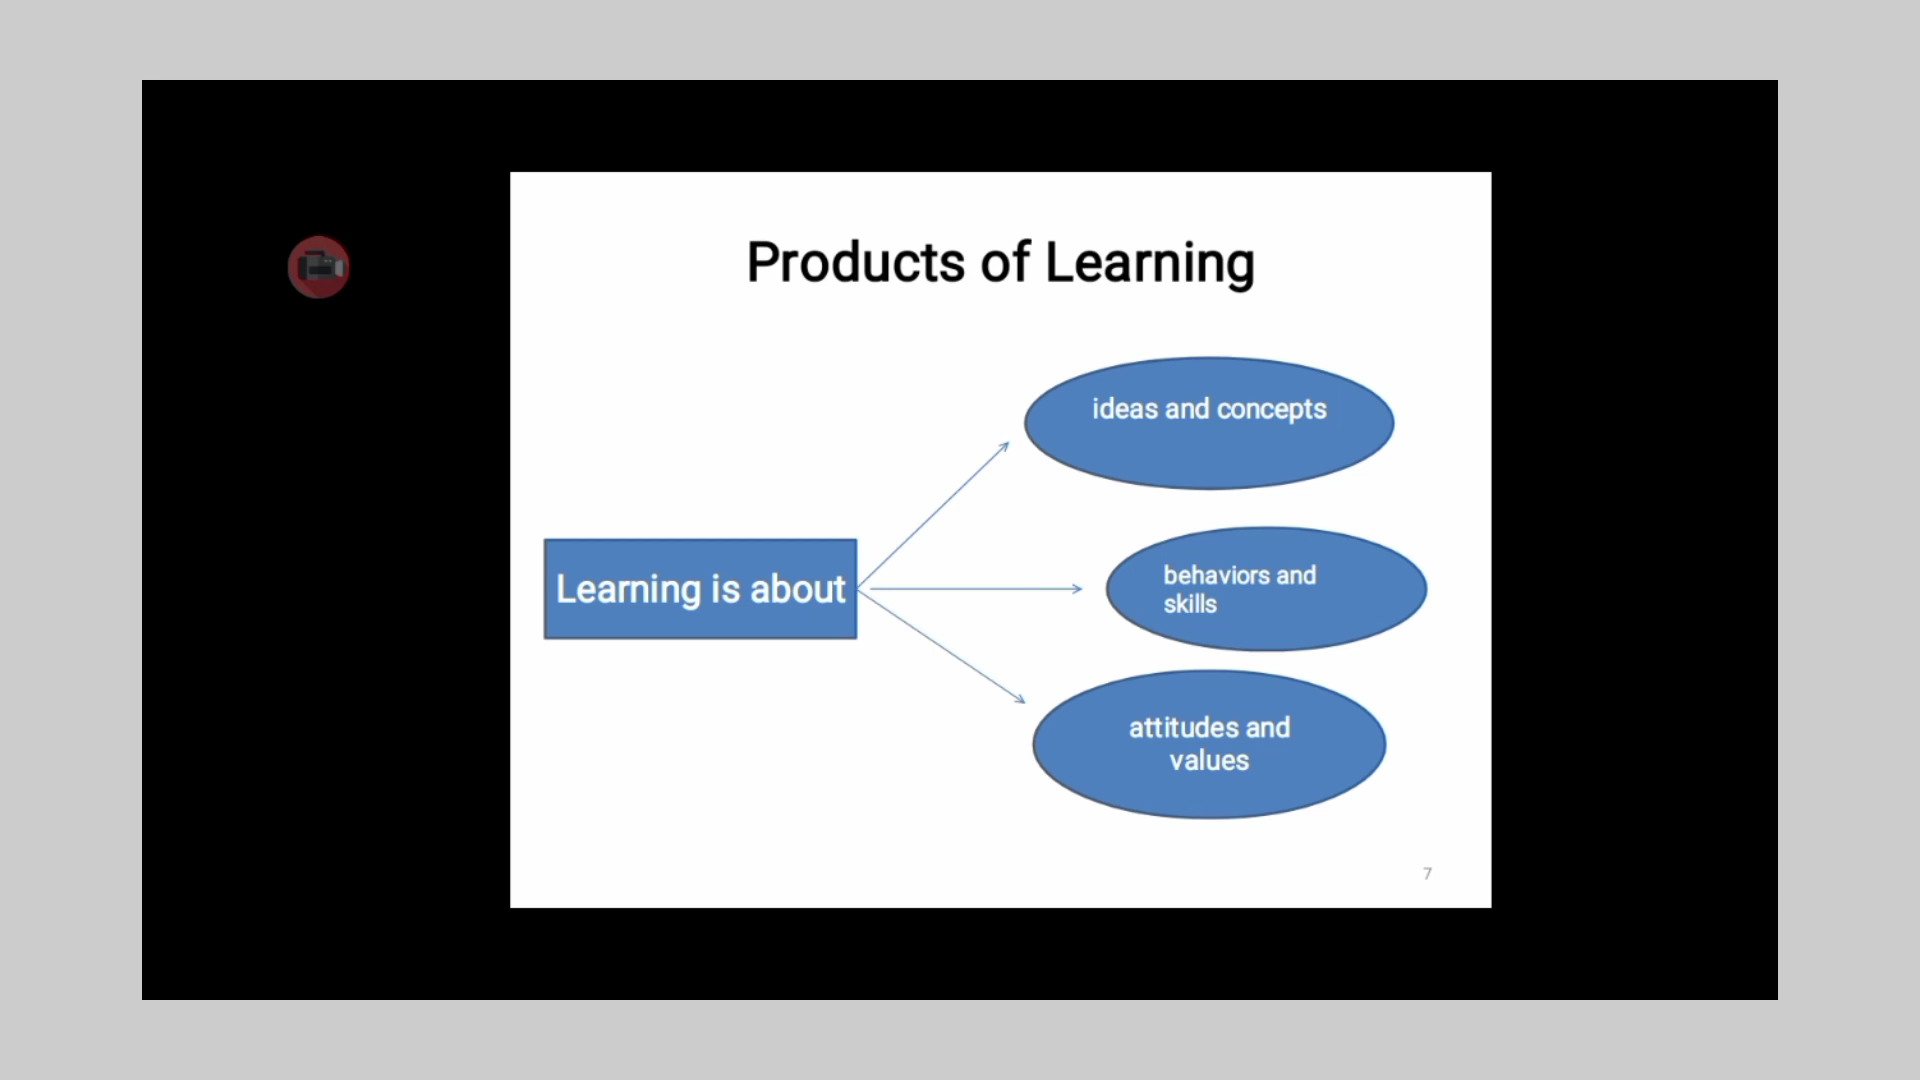 Products of Learning
ideas and concepts
Learning is about
behaviors and
skills
attitudes and
values
7